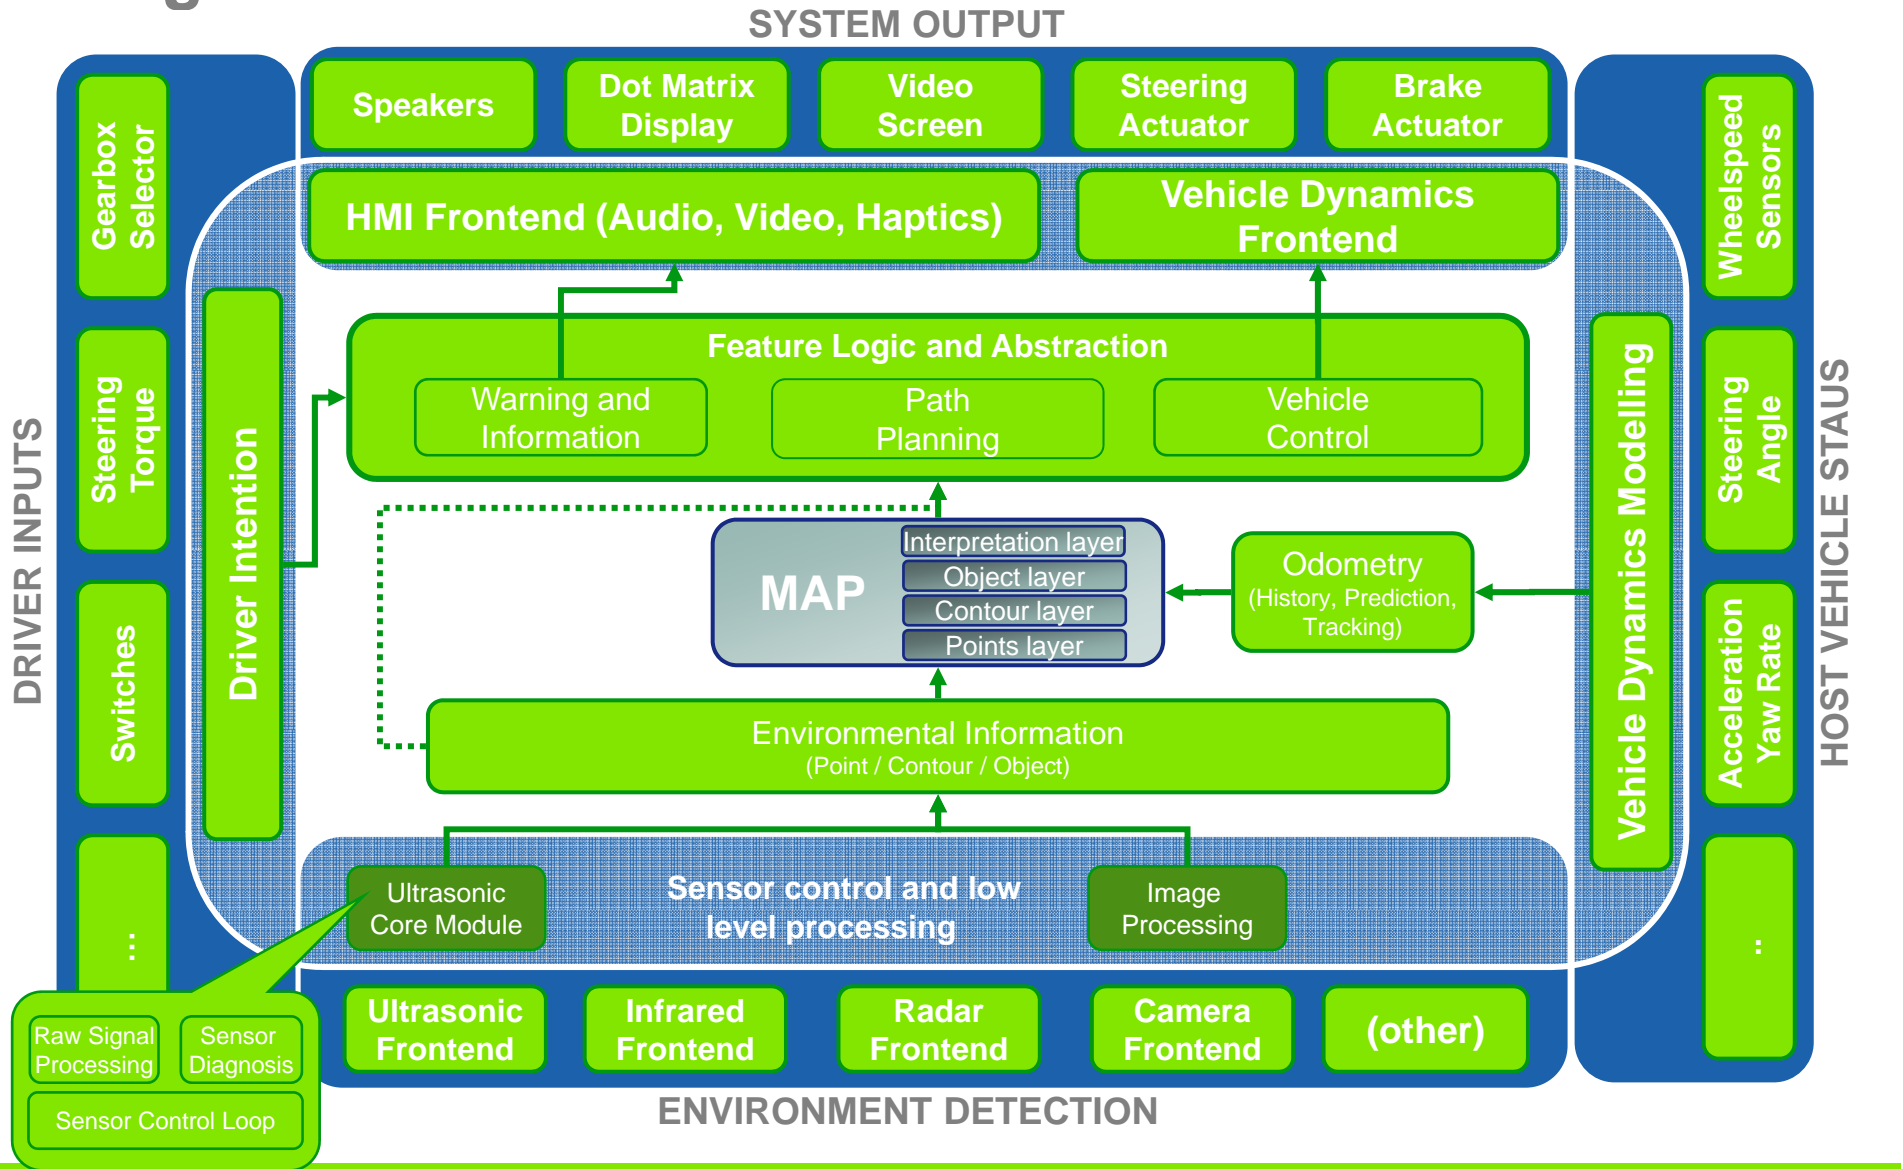 SYSTEM OUTPUT
Speakers
Dot Matrix
Display
Video
Screen
Steering
Actuator
Brake
Actuator
HMI Frontend (Audio, Video, Haptics)
Vehicle Dynamics
Frontend
DRIVER INPUTS
Gearbox
Selector
Steering
Torque
Switches
...
Driver Intention
Feature Logic and Abstraction
Warning and
Information
Path
Planning
Vehicle
Control
MAP
Interpretation layer
Object layer
Contour layer
Points layer
Odometry
(History, Prediction,
Tracking)
Environmental Information
(Point / Contour / Object)
Vehicle Dynamics Modelling
Wheelspeed
Sensors
Steering
Angle
Acceleration
Yaw Rate
..
HOST VEHICLE STAUS
Ultrasonic
Core Module
Sensor control and low
level processing
Image
Processing
Raw Signal
Processing
Sensor
Diagnosis
Sensor Control Loop
Ultrasonic
Frontend
Infrared
Frontend
Radar
Frontend
Camera
Frontend
(other)
ENVIRONMENT DETECTION